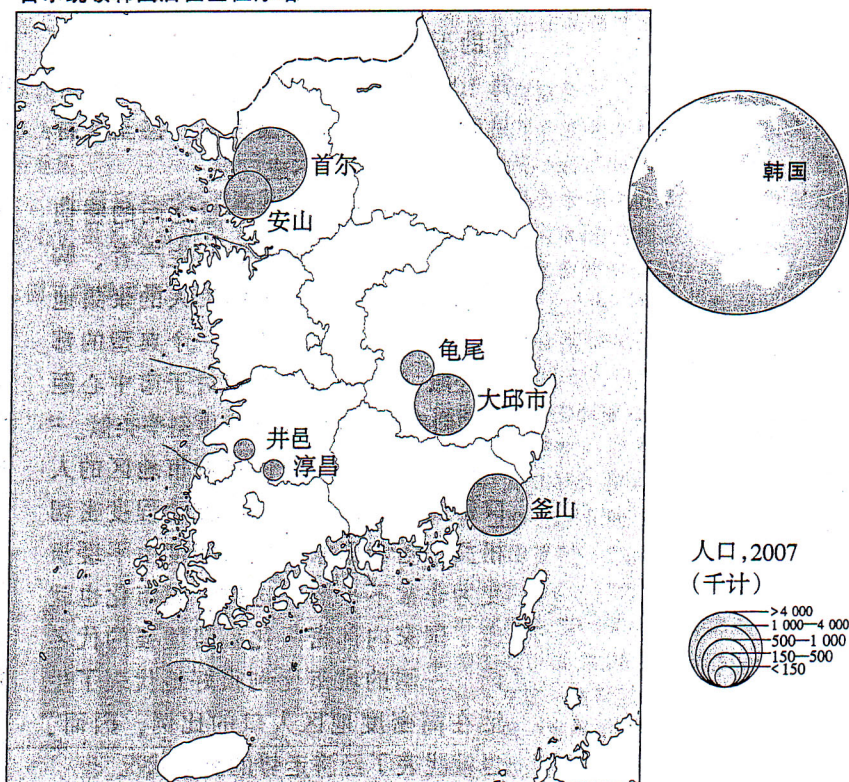 首尔
韩国
安山
龟尾
大邱市
井邑
淳昌
釜山
人口,2007
(千计)
>4 000
1 000—4 000
500—1 000
150—500
<150